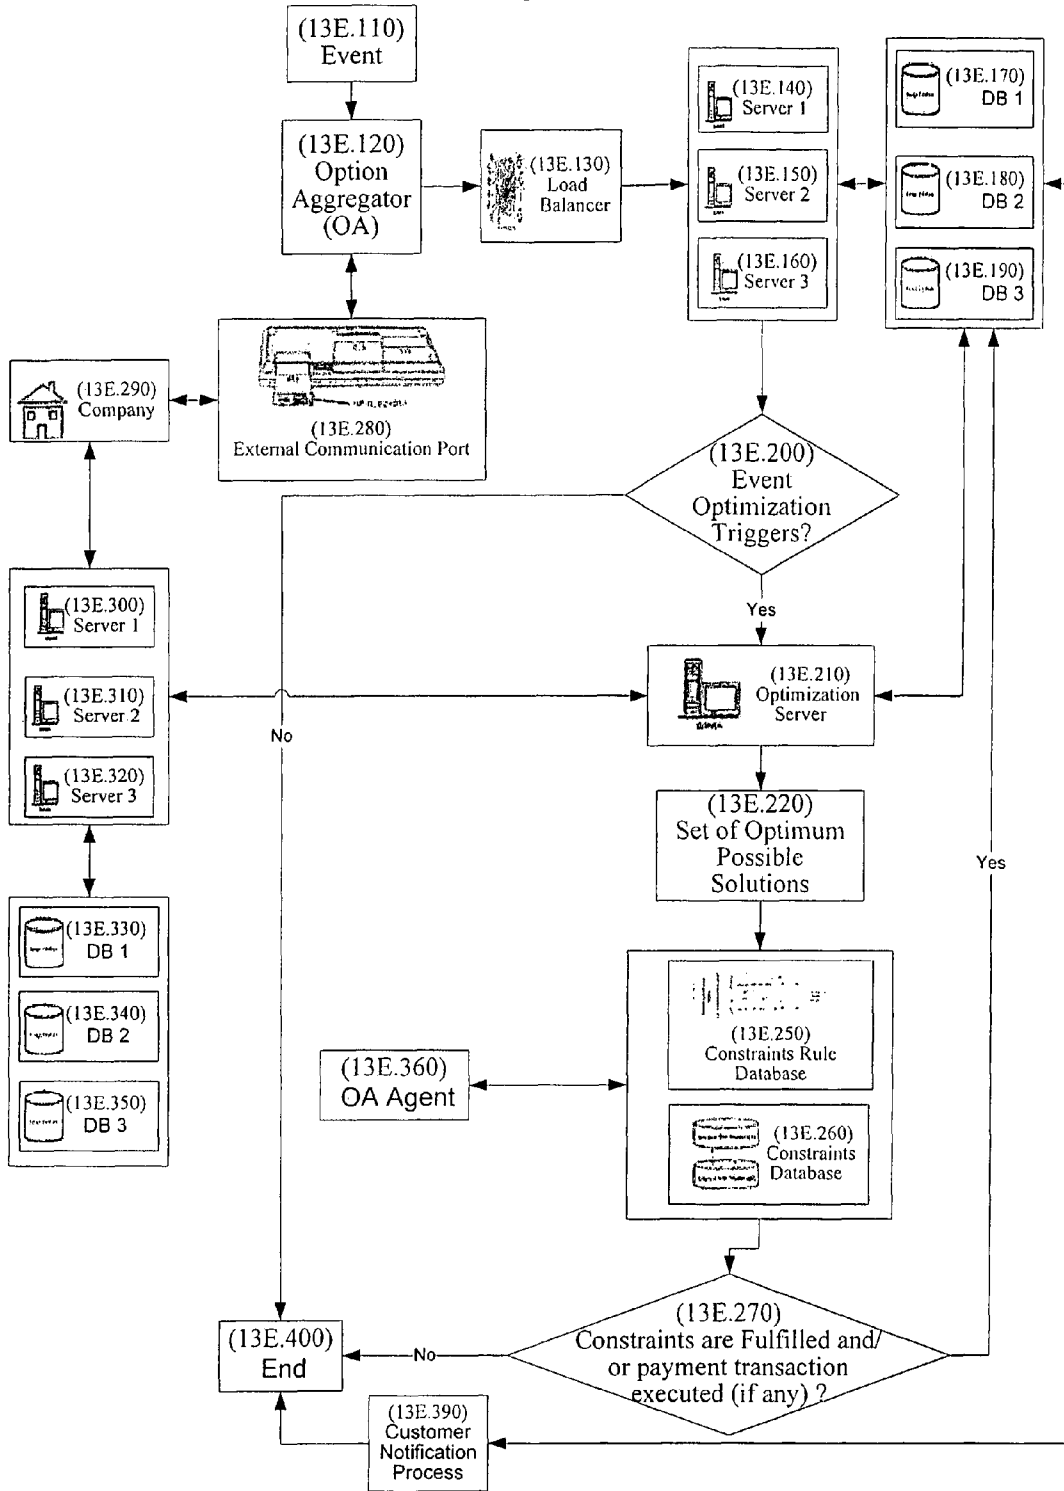 (13E.110)
Event
(13E.120)
Option
Aggregator
(OA)
(13E.130)
Load
Balancer
(13E.140)
Server 1
(13E.150)
Server 2
(13E.160)
Server 3
(13E.170)
DB 1
(13E.180)
DB 2
(13E.190)
DB 3
(13E.280)
External Communication Port
(13E.290)
Company
(13E.200)
Event
Optimization
Triggers?
Yes
No
(13E.300)
Server 1
(13E.310)
Server 2
(13E.320)
Server 3
(13E.210)
Optimization
Server
(13E.220)
Set of Optimum
Possible
Solutions
Yes
(13E.330)
DB 1
(13E.340)
DB 2
(13E.350)
DB 3
(13E.250)
Constraints Rule
Database
(13E.360)
OA Agent
(13E.260)
Constraints
Database
(13E.270)
Constraints are Fulfilled and/
or payment transaction
executed (if any) ?
No
(13E.400)
End
(13E.390)
Customer
Notification
Process